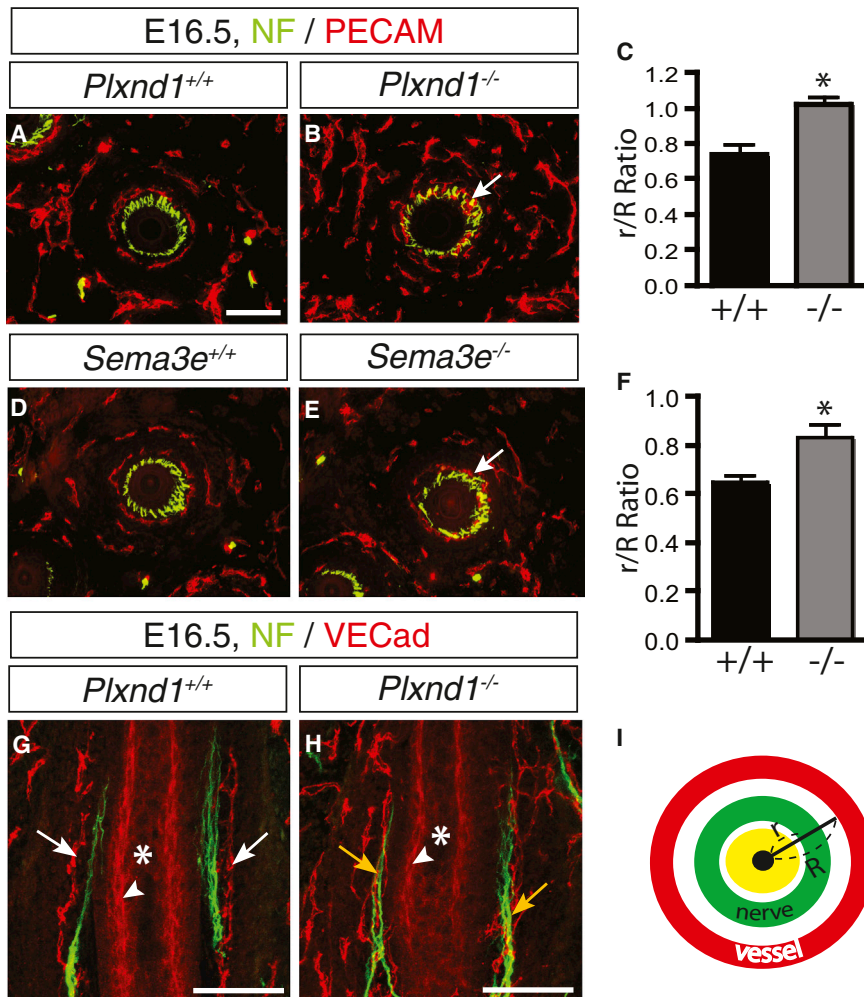 E16.5, NF / PECAM
Plxnd1+/+
Plxnd1-/-
A
B
C
r/R Ratio
1.2
1.0
0.8
0.6
0.4
0.2
0.0
*
+/+
-/-
Sema3e+/+
Sema3e-/-
D
E
F
r/R Ratio
1.0
0.8
0.6
0.4
0.2
0.0
*
+/+
-/-
E16.5, NF / VECad
Plxnd1+/+
Plxnd1-/-
G
*
H
*
I
r
R
nerve
vessel